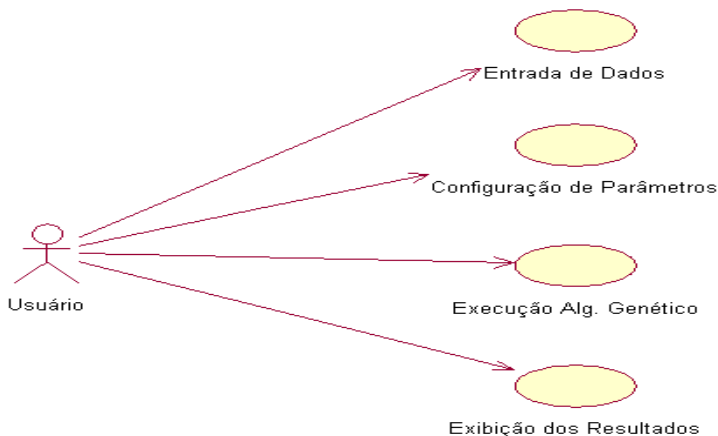 Entrada de Dados
Configuração de Parâmetros
Usuário
Execução Alg. Genético
Exibição dos Resultados